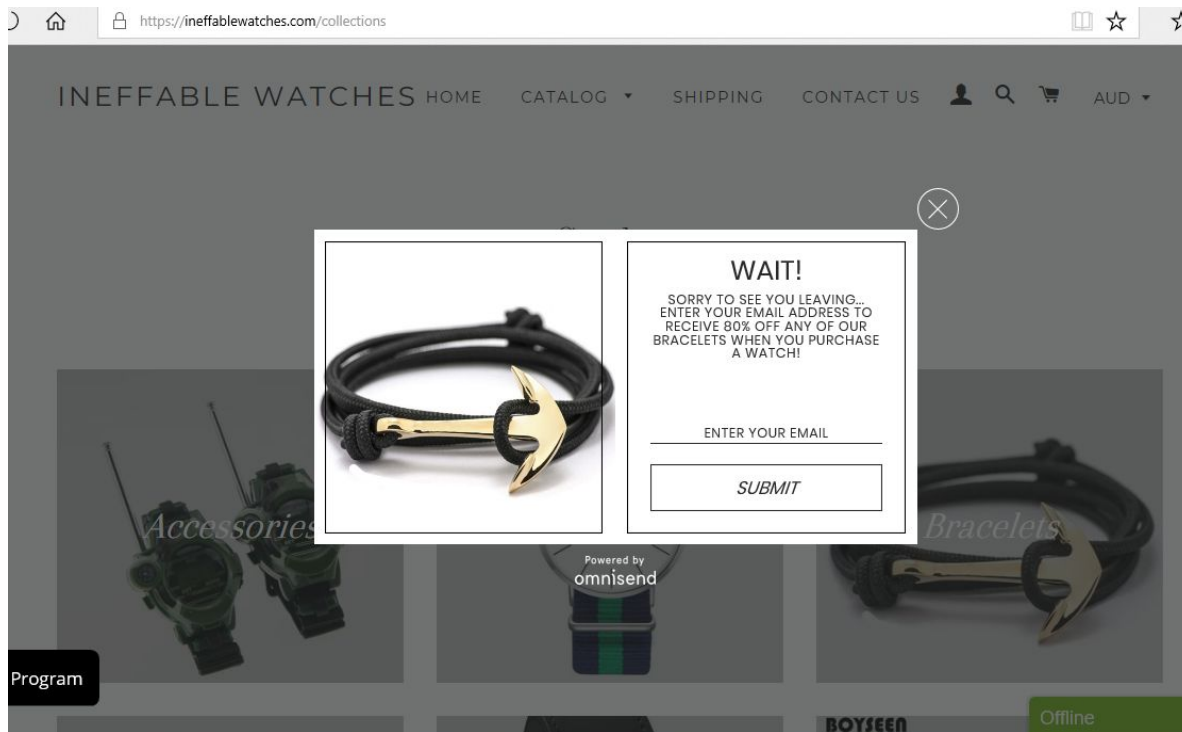 https://ineffablewatches.com/collections
INEFFABLE WATCHES HOME CATALOG SHIPPING CONTACT US AUD
WAIT!
SORRY TO SEE YOU LEAVING...
ENTER YOUR EMAIL ADDRESS TO
RECEIVE 80% OFF ANY OF OUR
BRACELETS WHEN YOU PURCHASE
A WATCH!
ENTER YOUR EMAIL
SUBMIT
Accessories
Bracelets
Powered by
omnisend
Program
Offline
BOYSEEN